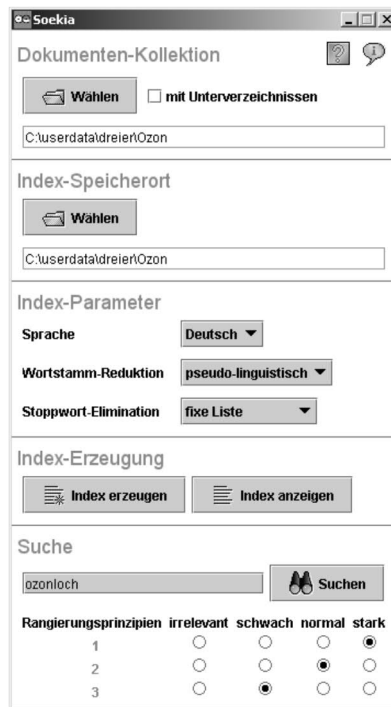 Soekia
Dokumenten-Kollektion
Wählen mit Unterverzeichnissen
C:\userdata\dreier\Ozon
Index-Speicherort
Wählen
C:\userdata\dreier\Ozon
Index-Parameter
Sprache Deutsch
Wortstamm-Reduktion pseudo-linguistisch
Stoppwort-Elimination fixe Liste
Index-Erzeugung
Index erzeugen Index anzeigen
Suche
ozonloch Suchen
Rangierungsprinzipien irrelevant schwach normal stark
1
2
3